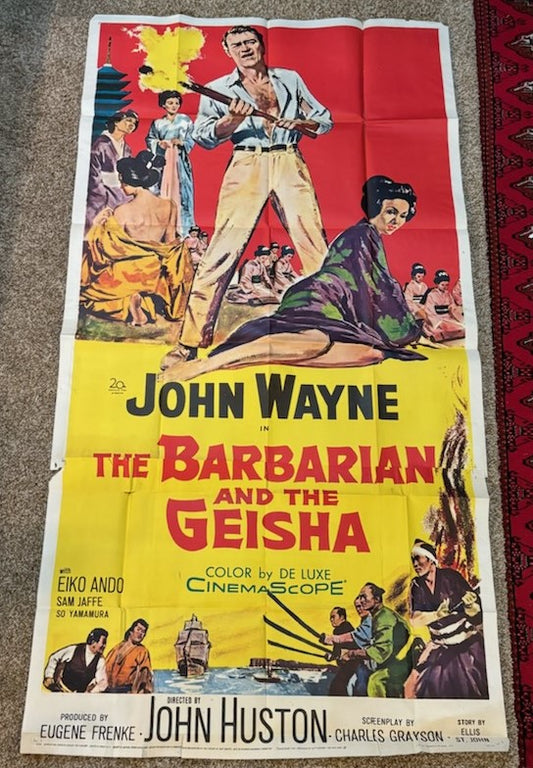 20
JOHN WAYNE
IN
THE BARBARIAN
AND THE
GEISHA
COLOR by DE LUXE
CINEMASCOPE
with
EIKO ANDO
SAM JAFFE
SO YAMAMURA
PRODUCED BY
EUGENE FRENKE
DIRECTED BY
JOHN HUSTON
SCREENPLAY BY
CHARLES GRAYSON
STORY BY
ELLIS
ST. JOHN